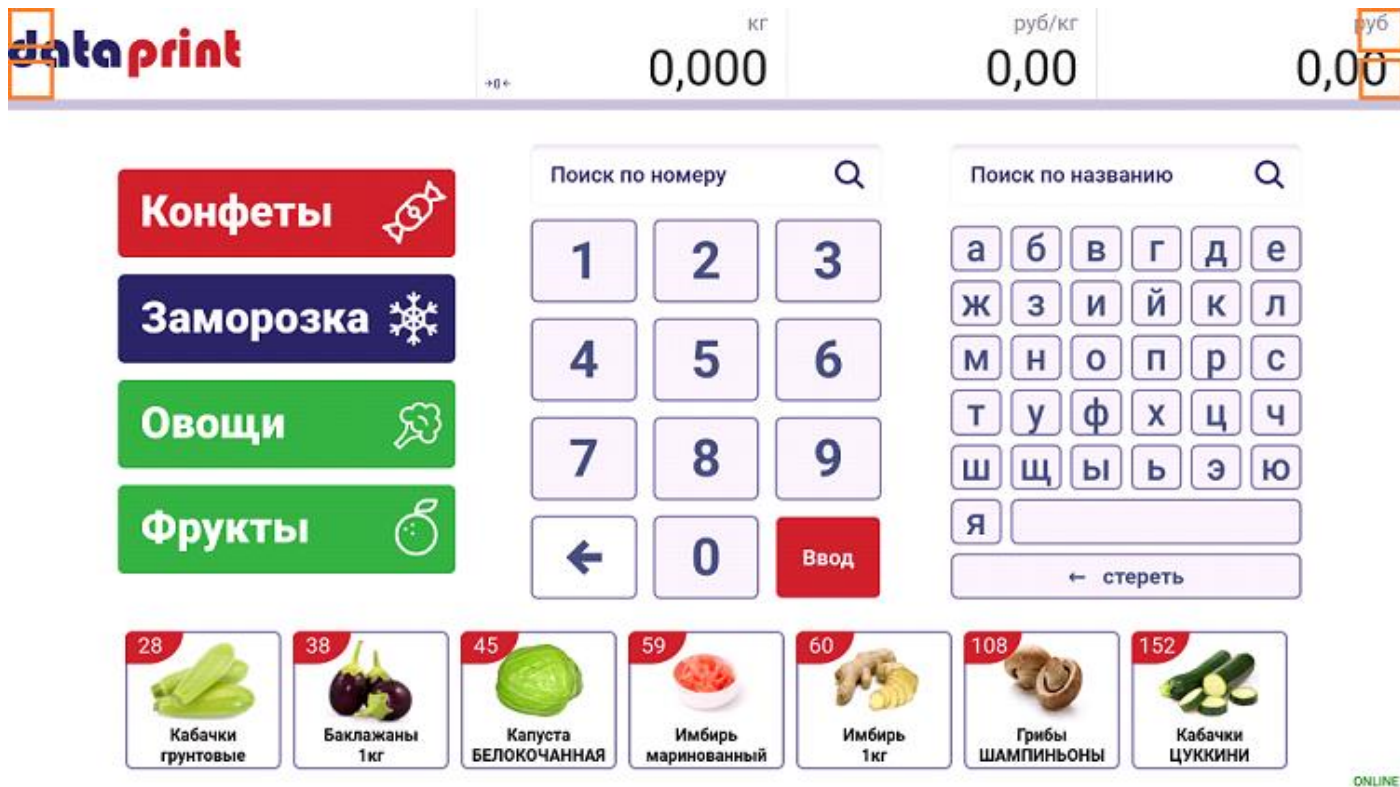 dataprint
кг
руб/кг
руб
→0←
0,000
0,00
0,00
Конфеты
Заморозка
Овощи
Фрукты
Поиск по номеру
1 2 3
4 5 6
7 8 9
← 0 Ввод
Поиск по названию
а б в г д е
ж з и й к л
м н о п р с
т у ф х ц ч
ш щ ы ь э ю
я
← стереть
28
Кабачки
грунтовые
38
Баклажаны
1кг
45
Капуста
БЕЛОКОЧАННАЯ
59
Имбирь
маринованный
60
Имбирь
1кг
108
Грибы
ШАМПИНЬОНЫ
152
Кабачки
ЦУККИНИ
ONLINE